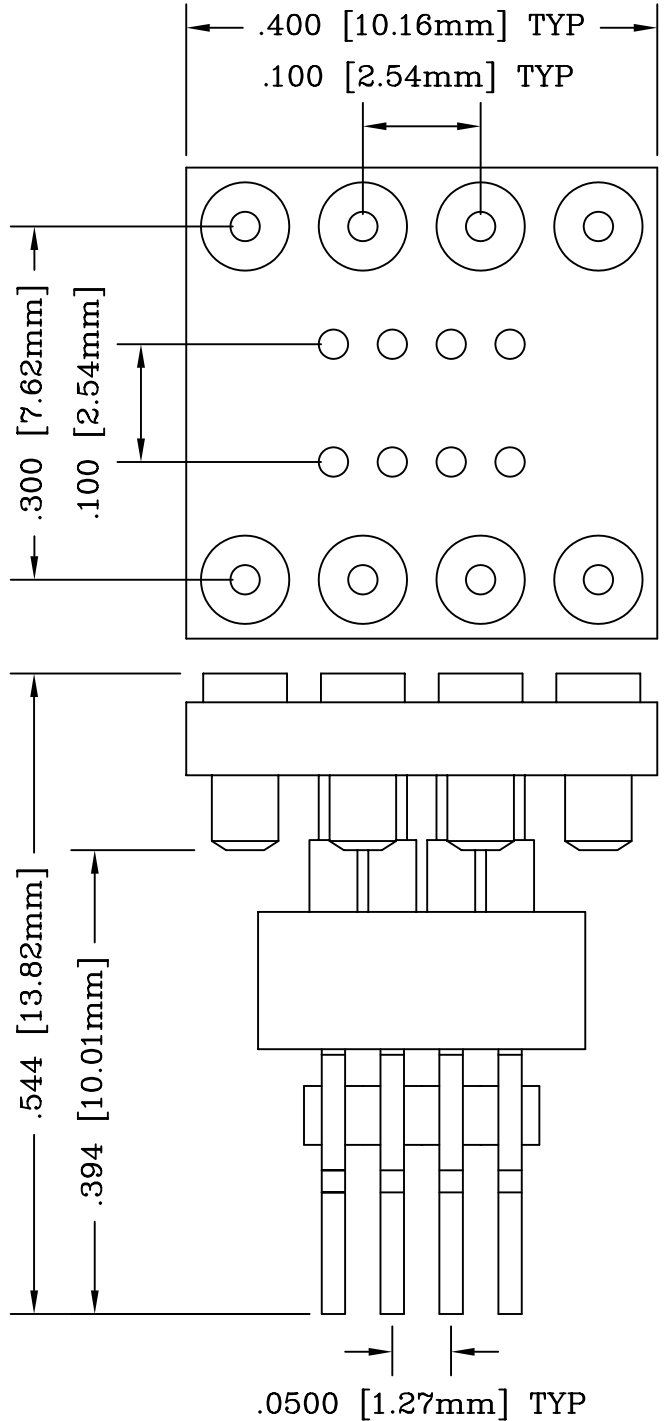 .400 [10.16mm] TYP
.100 [2.54mm] TYP
.300 [7.62mm]
.100 [2.54mm]
.544 [13.82mm]
.394 [10.01mm]
.0500 [1.27mm] TYP